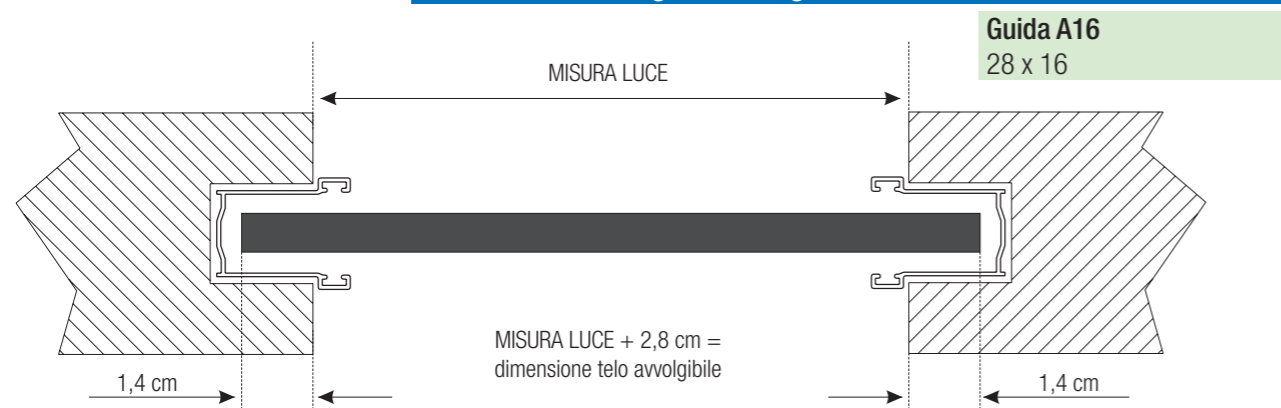 Guida A16
28 x 16
MISURA LUCE
MISURA LUCE + 2,8 cm =
dimensione telo avvolgibile
1,4 cm
1,4 cm